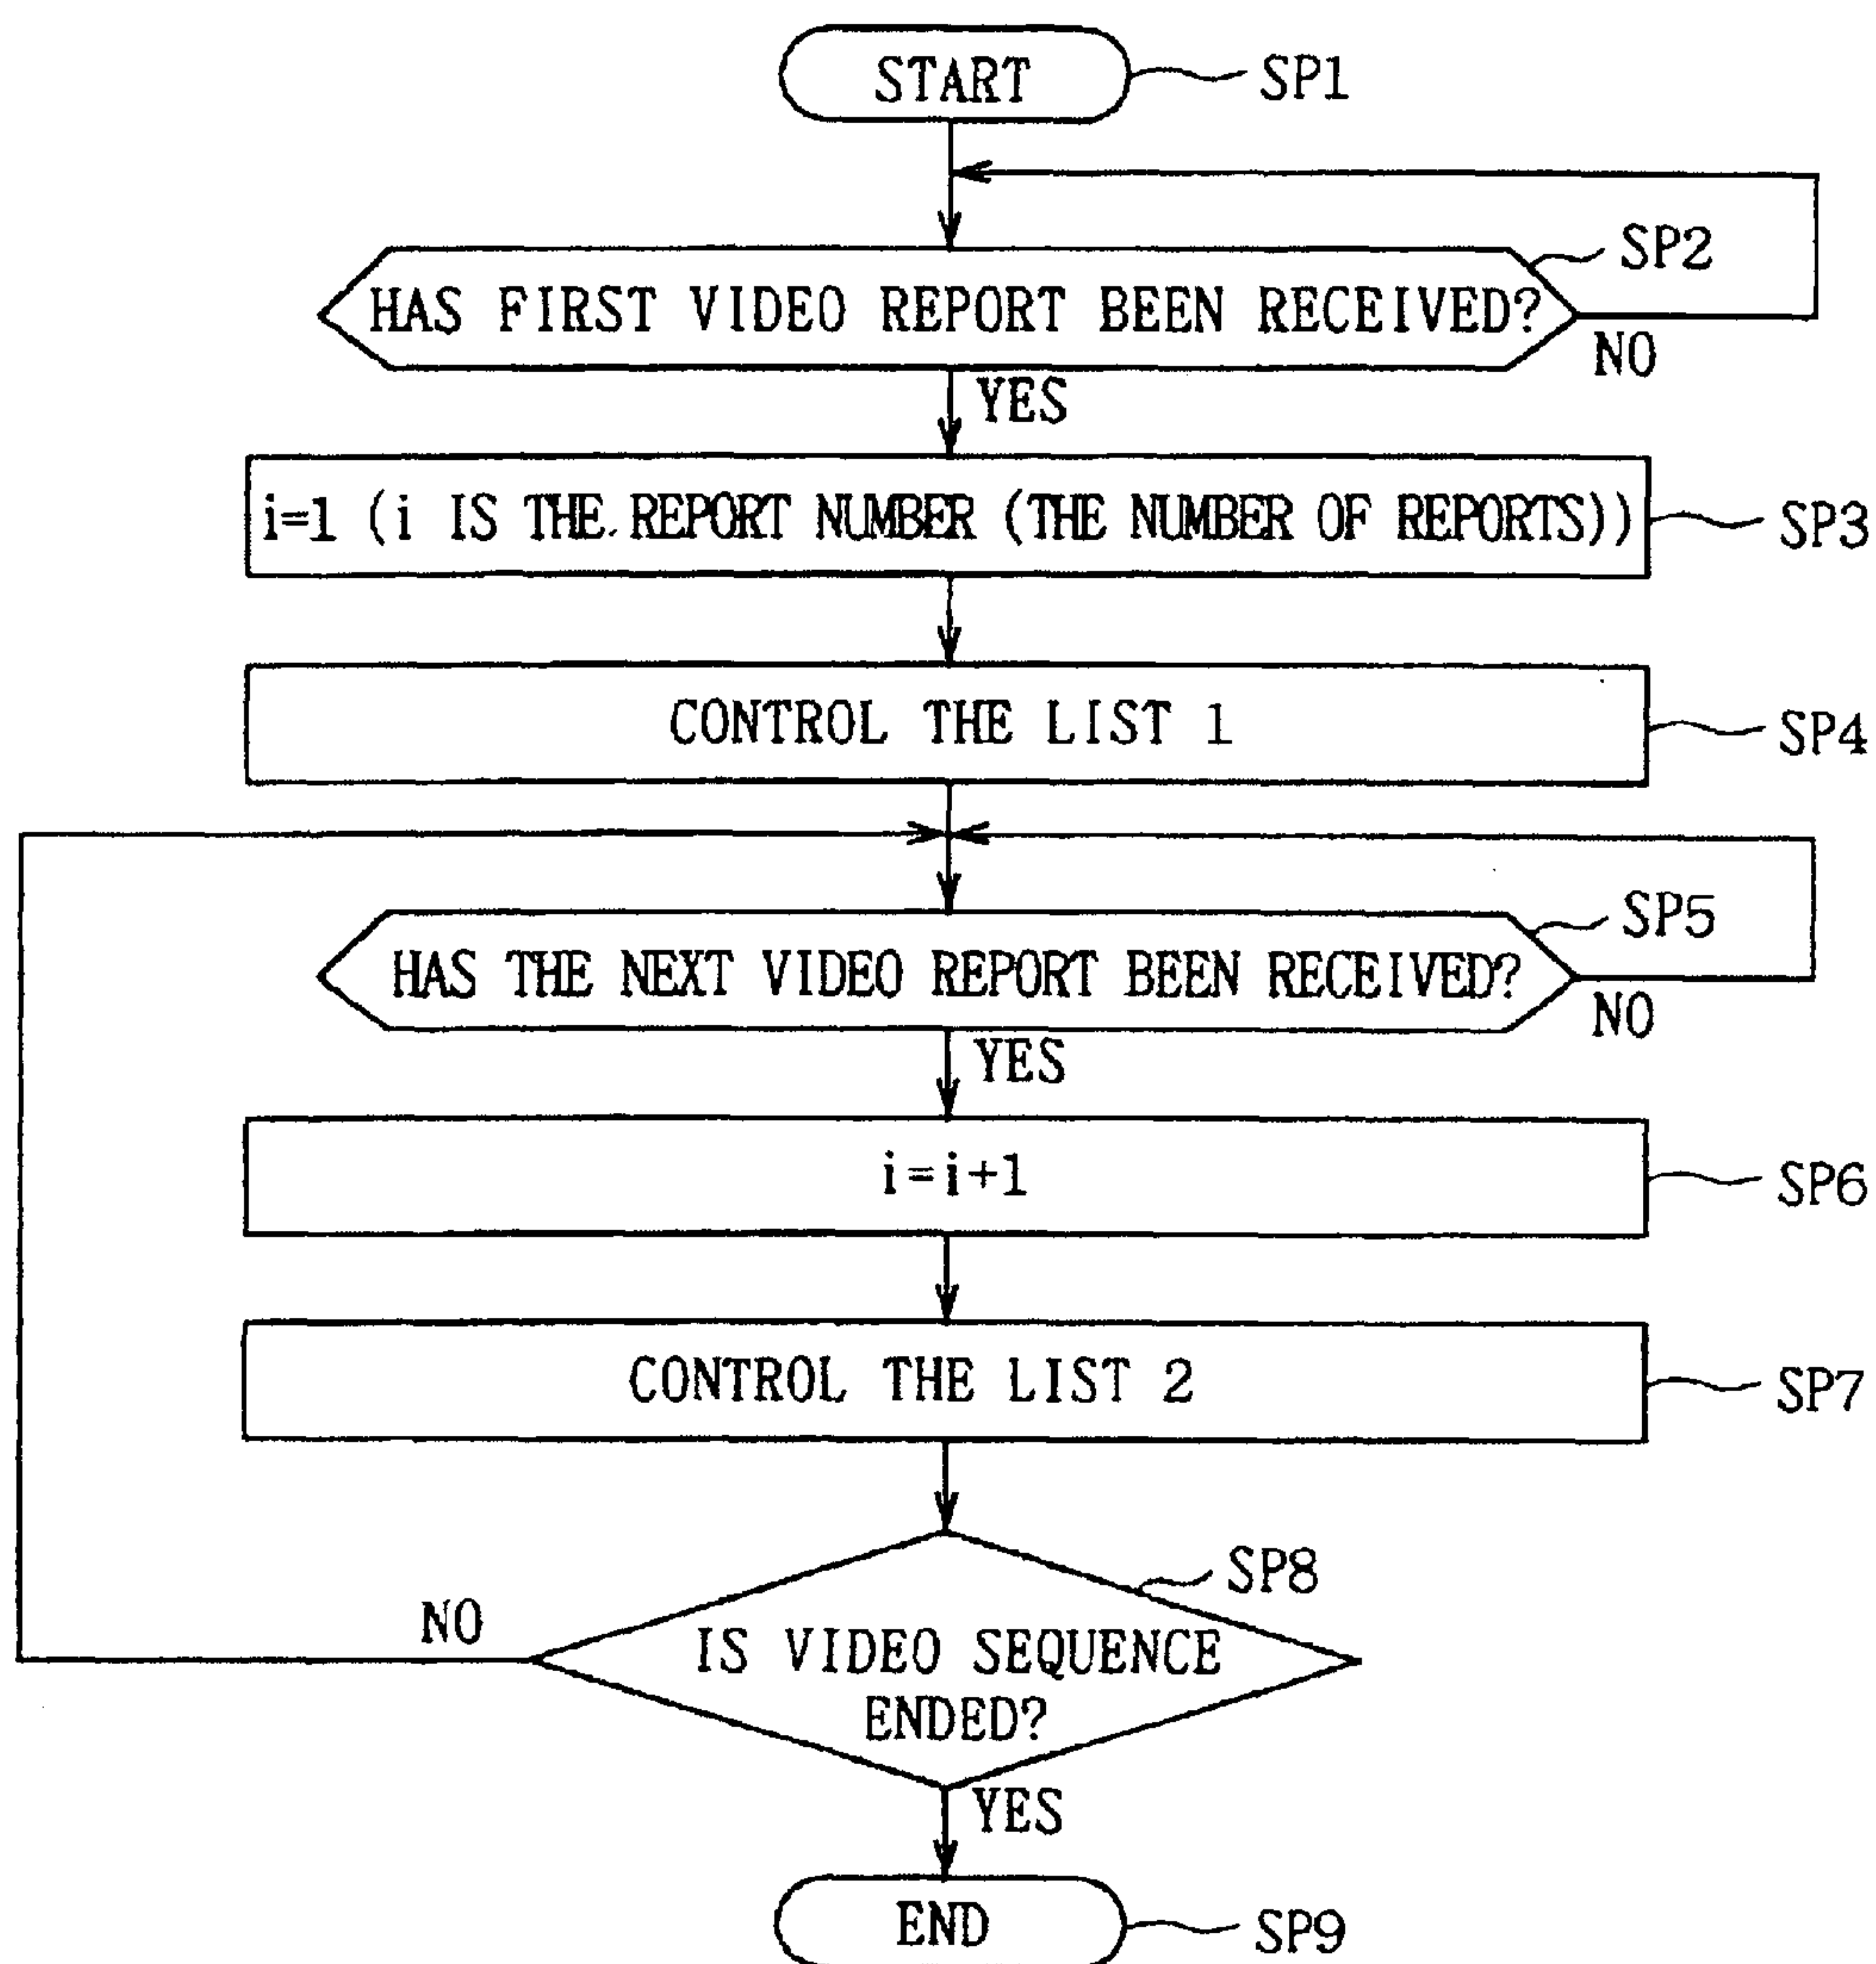 START
SP1
SP2
HAS FIRST VIDEO REPORT BEEN RECEIVED?
NO
YES
i=1 (i IS THE REPORT NUMBER (THE NUMBER OF REPORTS))
SP3
CONTROL THE LIST 1
SP4
SP5
HAS THE NEXT VIDEO REPORT BEEN RECEIVED?
NO
YES
i=i+1
SP6
CONTROL THE LIST 2
SP7
SP8
NO
IS VIDEO SEQUENCE
ENDED?
YES
END
SP9